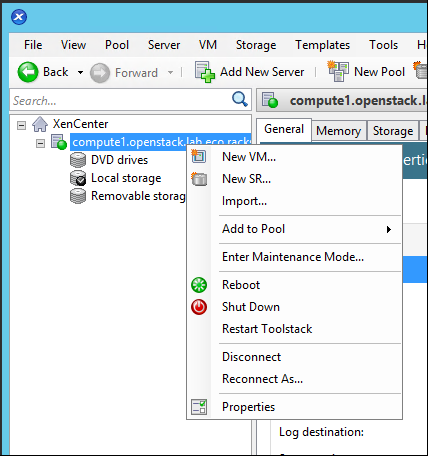 File View Pool Server VM Storage Templates Tools
Back Forward Add New Server New Pool
Search... compute1.openstack.la
XenCenter General Memory Storage
compute1.openstack.lab.eco.rack
DVD drives
Local storage
Removable storag
New VM...
New SR...
Import...
Add to Pool
Enter Maintenance Mode...
Reboot
Shut Down
Restart Toolstack
Disconnect
Reconnect As...
Properties
Log destination: